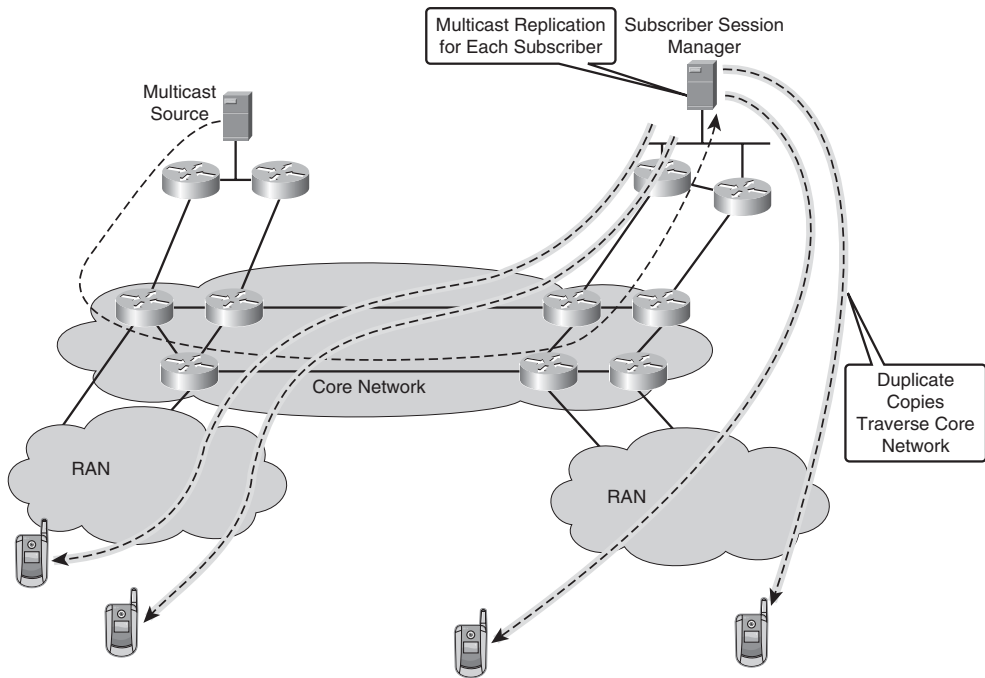 Multicast Replication
for Each Subscriber
Subscriber Session
Manager
Multicast
Source
Core Network
Duplicate
Copies
Traverse Core
Network
RAN
RAN